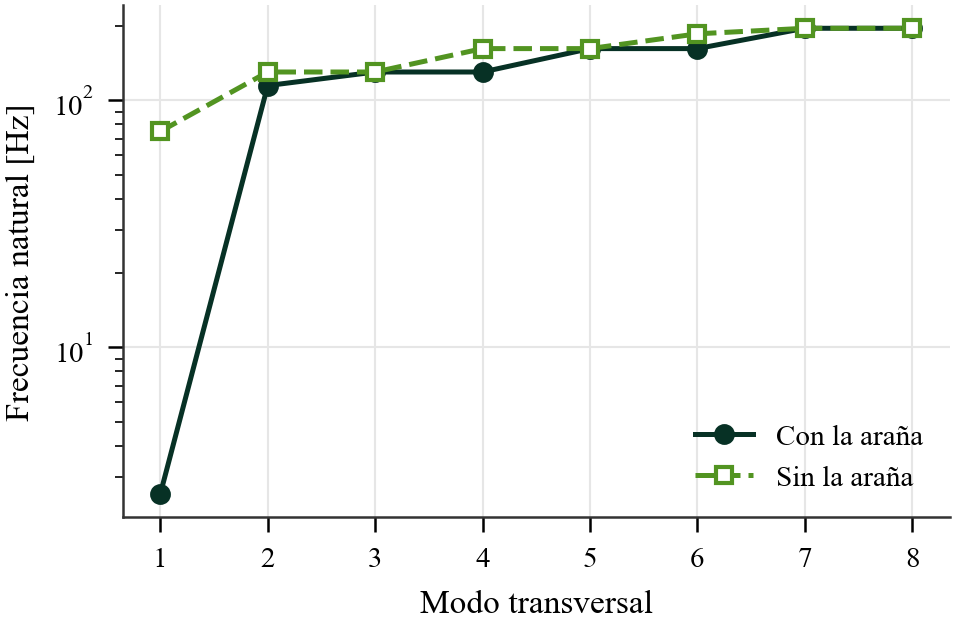 Frecuencia natural [Hz]
10²
10¹
1 2 3 4 5 6 7 8
Modo transversal
Con la araña
Sin la araña